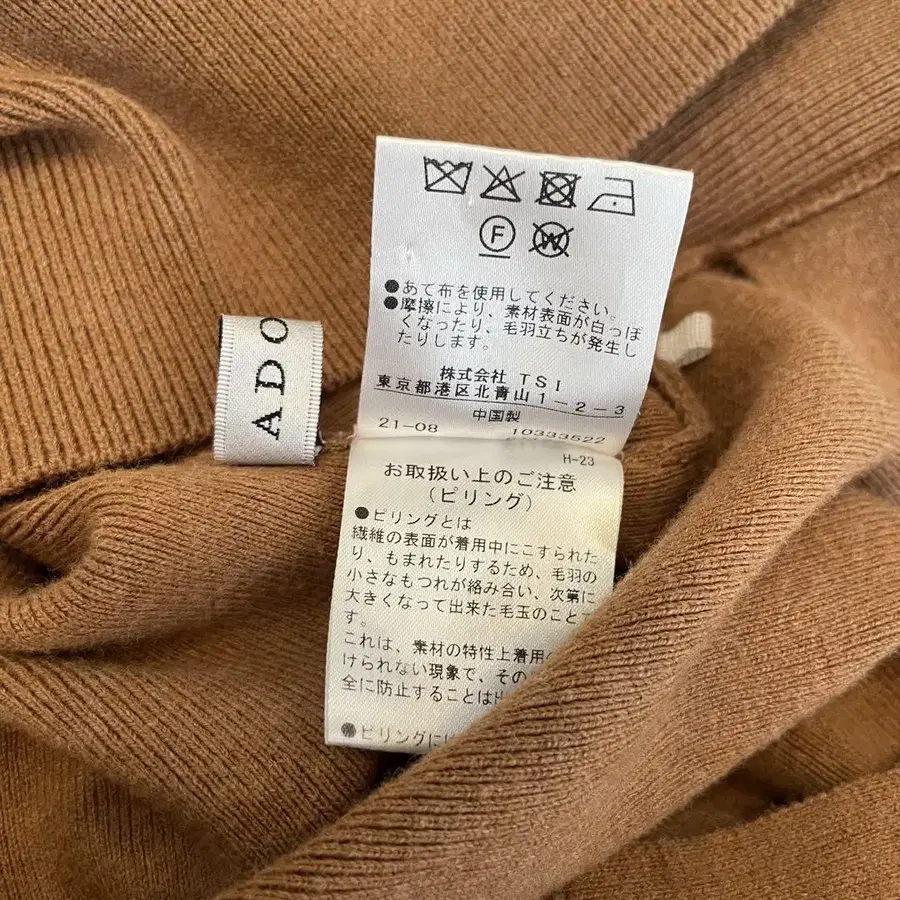 ADO
F
W
●あて布を使用してください。
●摩擦により、素材表面が白っぽ
くなったり、毛羽立ちが発生し
たりします。
株式会社 TSI
東京都港区北青山1-2-3
中国製
21-08 10333522
H-23
お取扱い上のご注意
(ピリング)
●ピリングとは
繊維の表面が着用中にこすられた
り、もまれたりするため、毛羽の
小さなもつれが絡み合い、次第に
大きくなって出来た毛玉のことで
す。
これは、素材の特性上着用
けられない現象で、その
全に防止することは出
●ピリングに